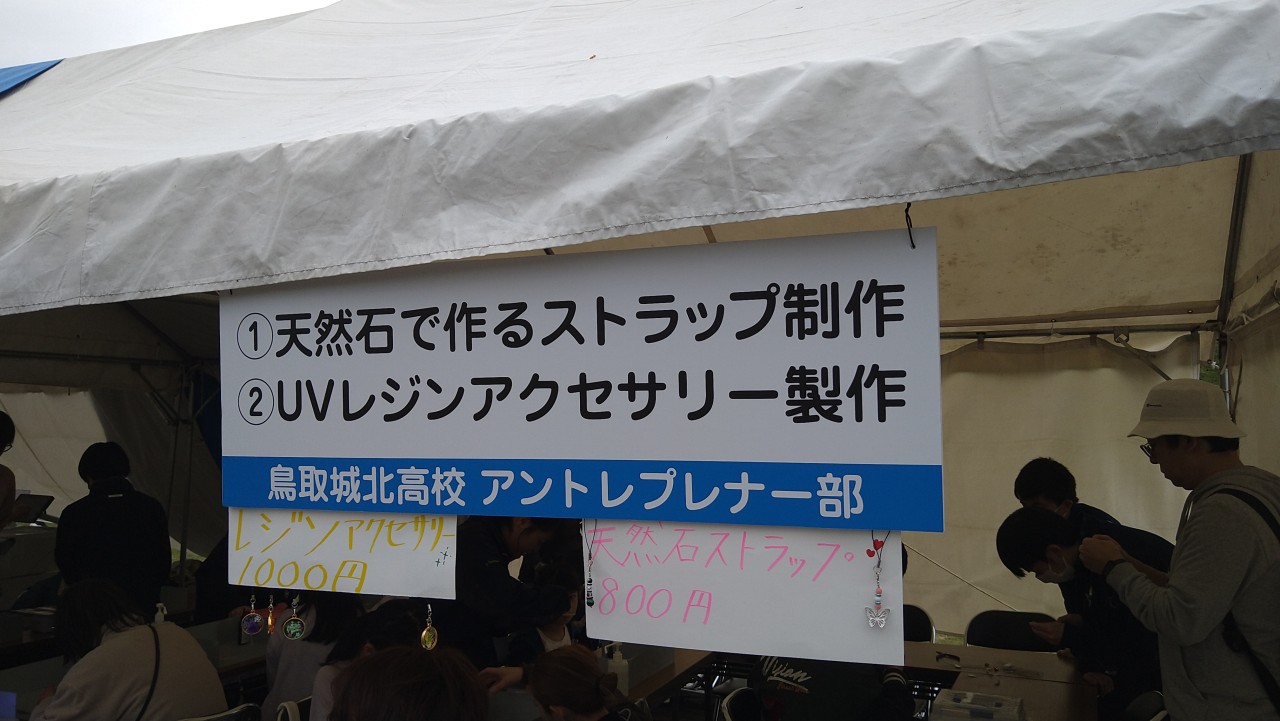 ①天然石で作るストラップ制作
②UVレジンアクセサリー製作
鳥取城北高校 アントレプレナー部
レジンアクセサリー
1000円
天然石ストラップ
800円
Vivian